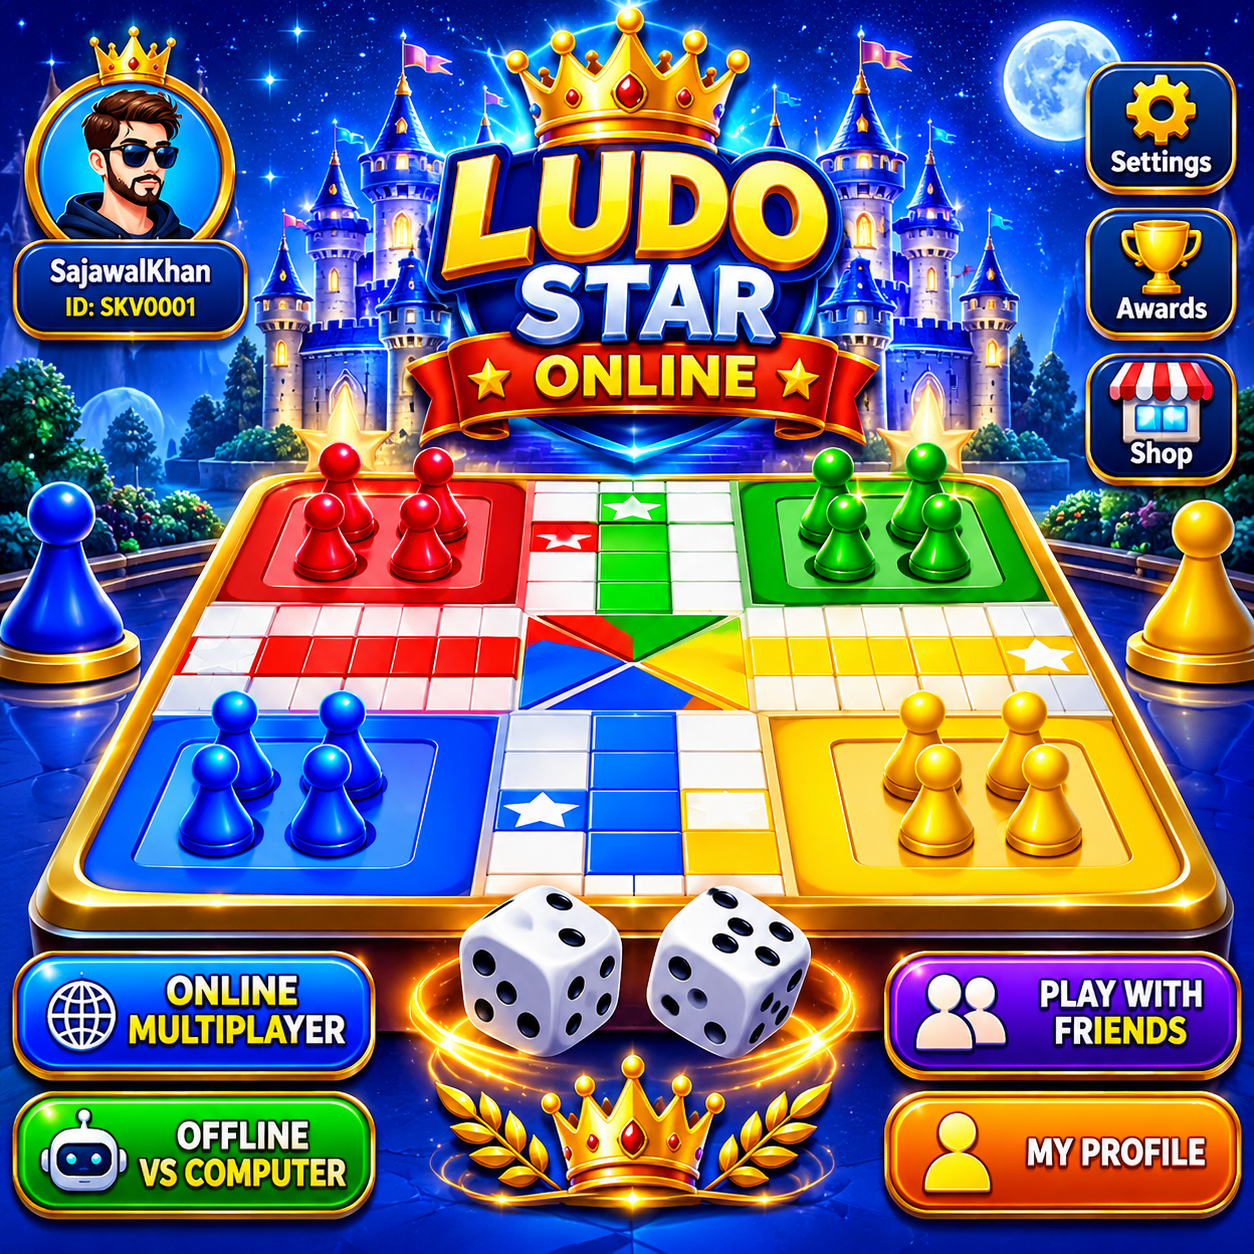 LUDO
STAR
ONLINE
SajawalKhan
ID: SKV0001
Settings
Awards
Shop
ONLINE
MULTIPLAYER
OFFLINE
VS COMPUTER
PLAY WITH
FRIENDS
MY PROFILE